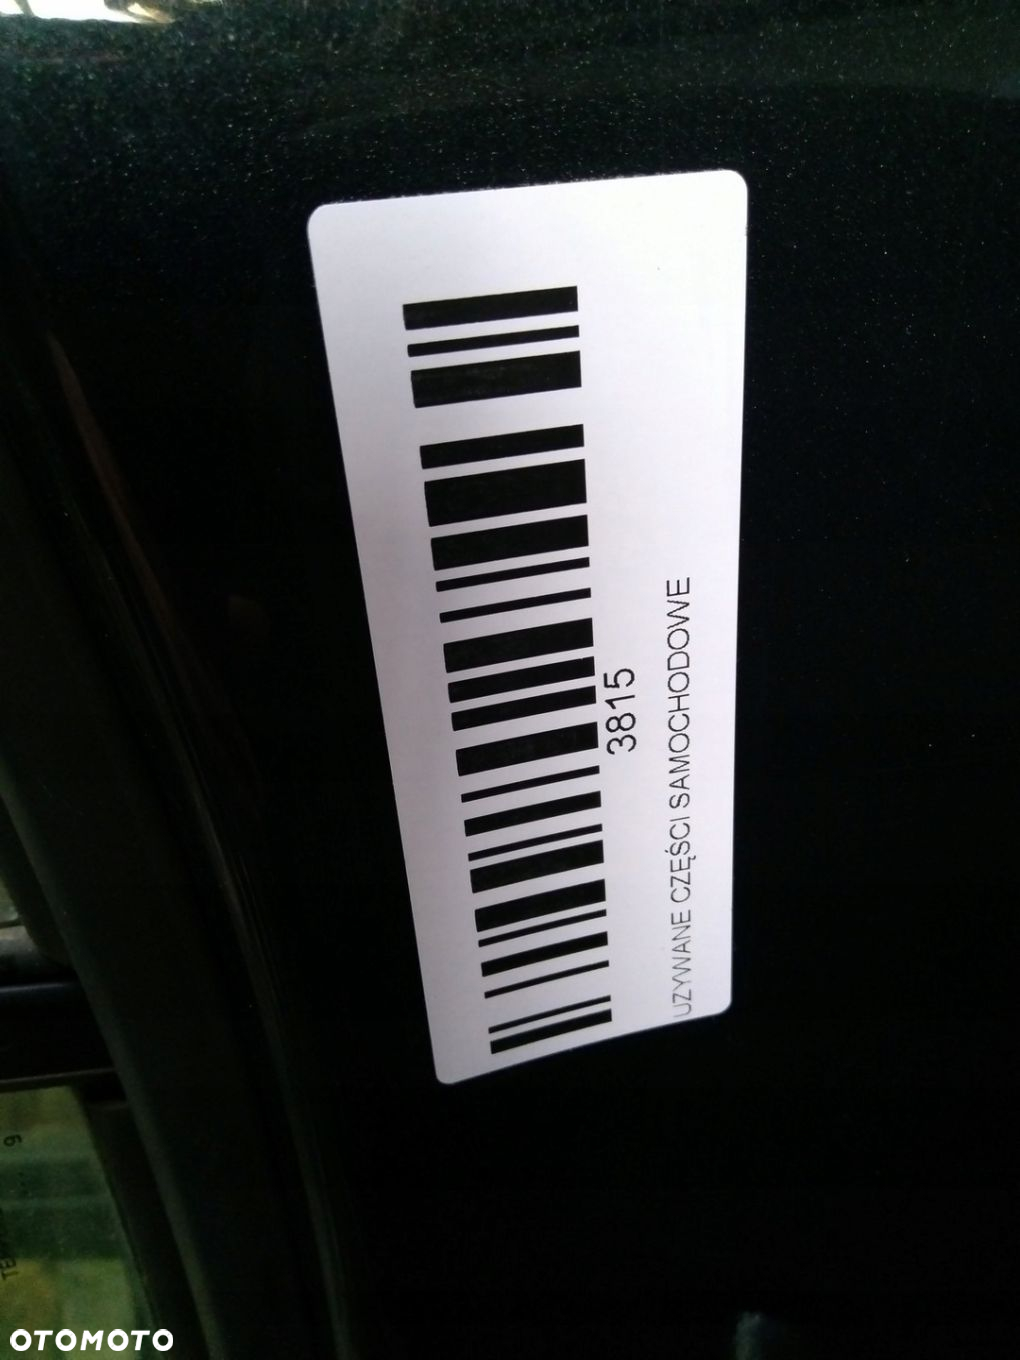 3815
UZYWANE CZĘŚCI SAMOCHODOWE
OTOMOTO